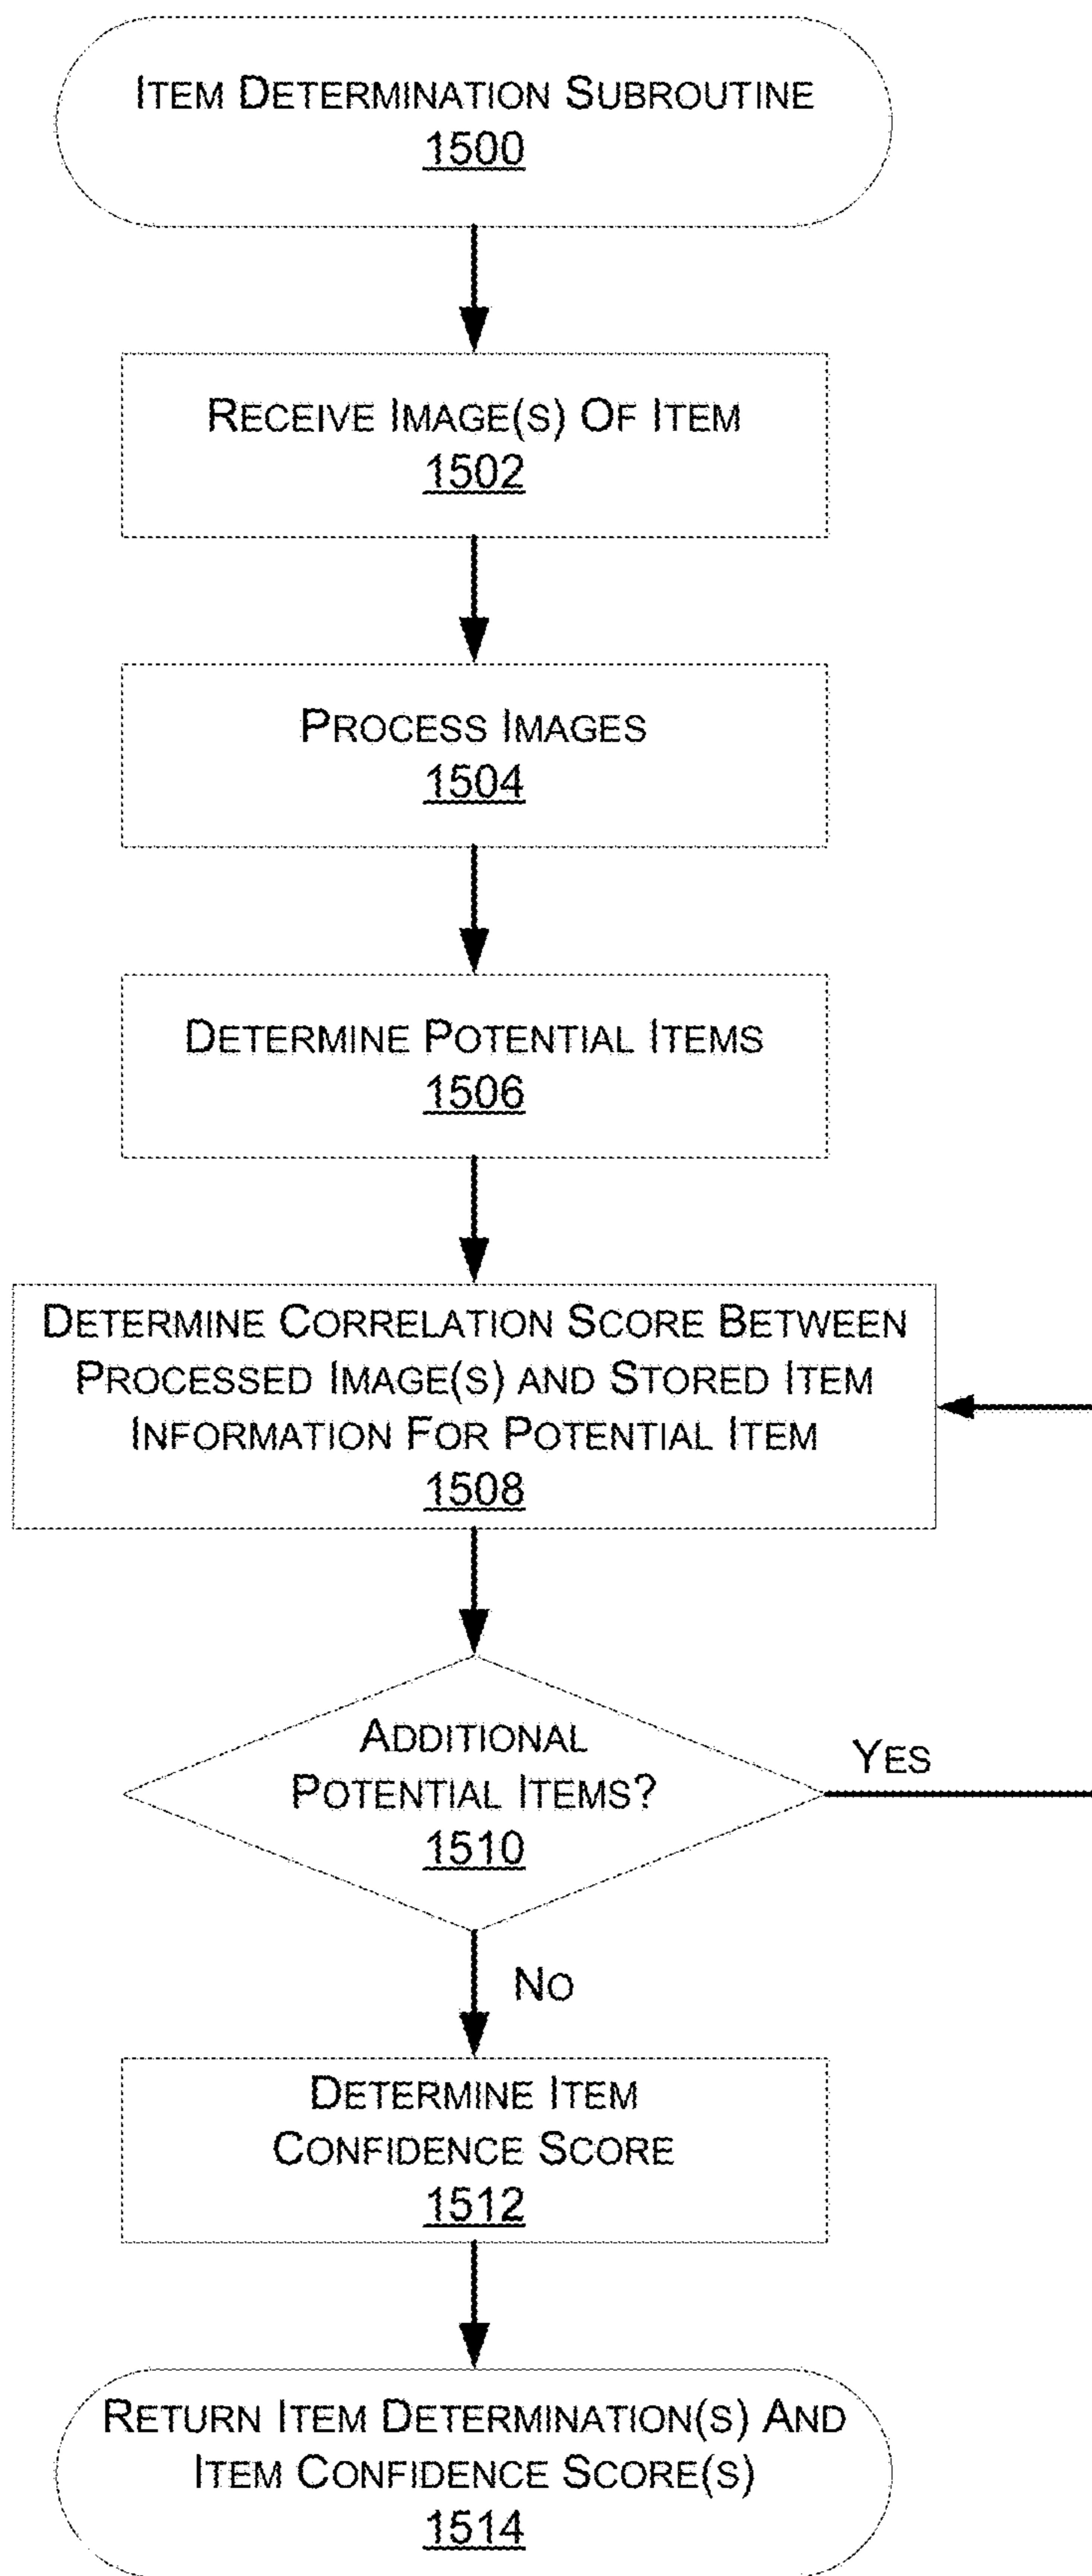 ITEM DETERMINATION SUBROUTINE
1500
RECEIVE IMAGE(S) OF ITEM
1502
PROCESS IMAGES
1504
DETERMINE POTENTIAL ITEMS
1506
DETERMINE CORRELATION SCORE BETWEEN
PROCESSED IMAGE(S) AND STORED ITEM
INFORMATION FOR POTENTIAL ITEM
1508
ADDITIONAL
POTENTIAL ITEMS?
1510
YES
NO
DETERMINE ITEM
CONFIDENCE SCORE
1512
RETURN ITEM DETERMINATION(S) AND
ITEM CONFIDENCE SCORE(S)
1514